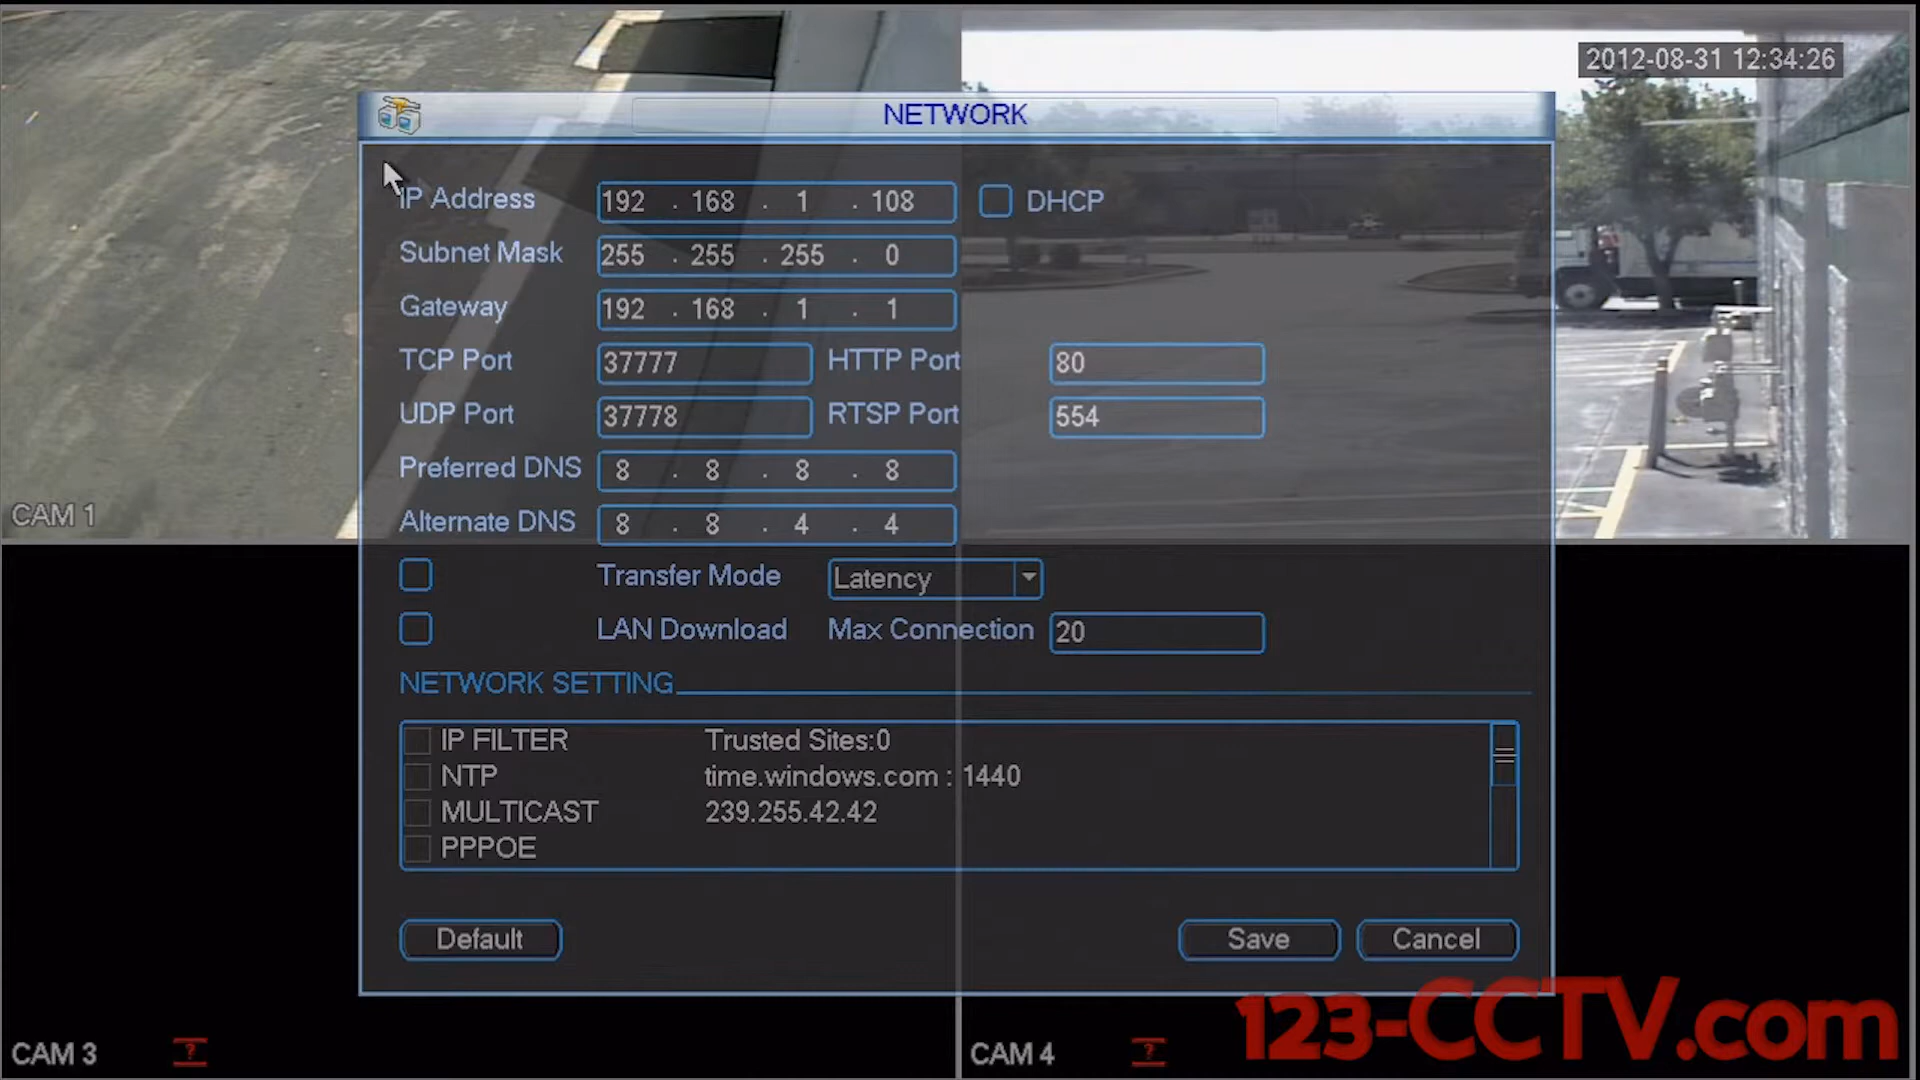 2012-08-31 12:34:26
NETWORK
IP Address 192 . 168 . 1 . 108 DHCP
Subnet Mask 255 . 255 . 255 . 0
Gateway 192 . 168 . 1 . 1
TCP Port 37777 HTTP Port 80
UDP Port 37778 RTSP Port 554
Preferred DNS 8 . 8 . 8 . 8
CAM 1
Alternate DNS 8 . 8 . 4 . 4
Transfer Mode Latency
LAN Download Max Connection 20
NETWORK SETTING
IP FILTER Trusted Sites:0
NTP time.windows.com : 1440
MULTICAST 239.255.42.42
PPPOE
Default Save Cancel
123-CCTV.com
CAM 3 ? CAM 4 ?